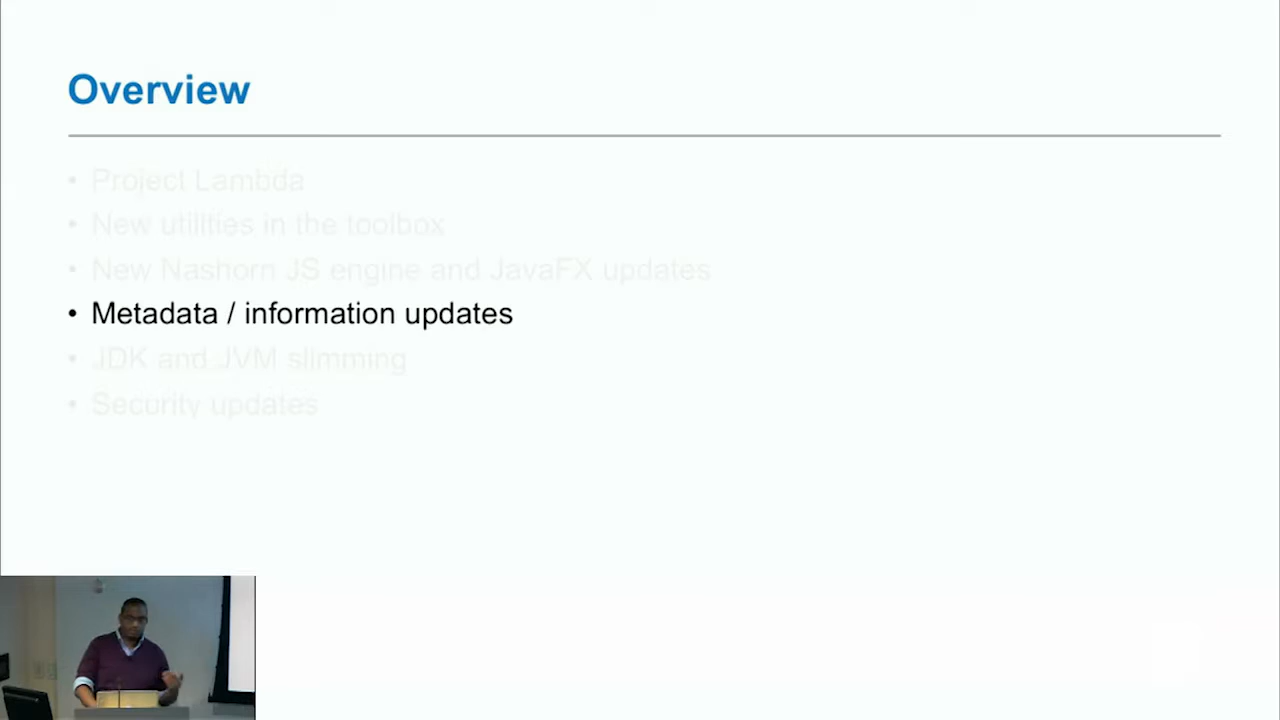 Overview
• Project Lambda
• New utilities in the toolbox
• New Nashorn JS engine and JavaFX updates
• Metadata / information updates
• JDK and JVM slimming
• Security updates